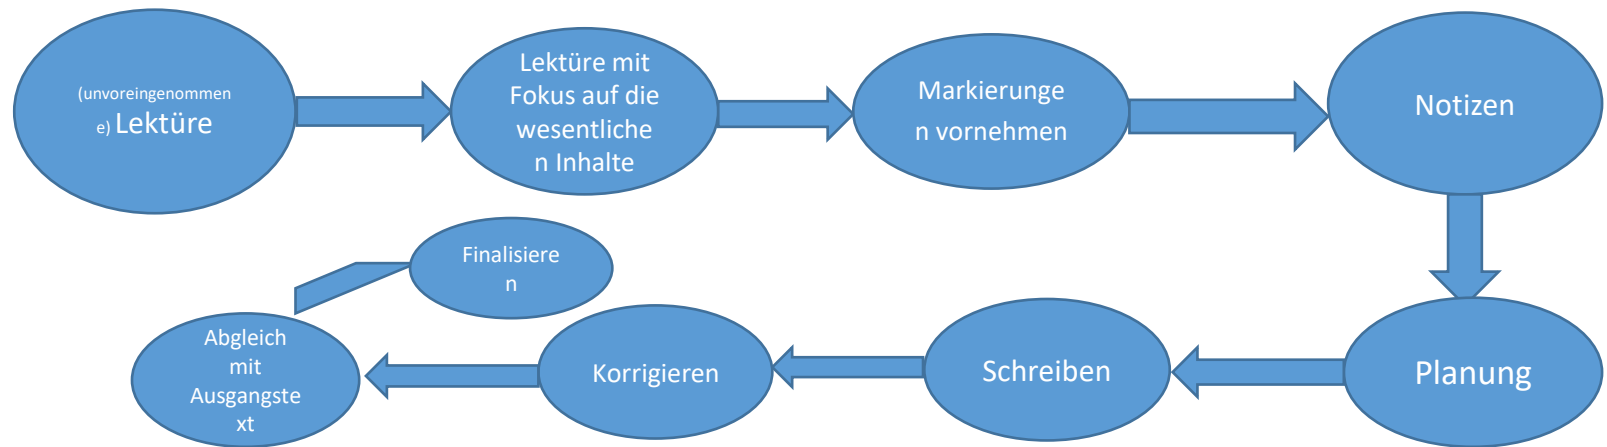 (unvoreingenommen
e) Lektüre
Lektüre mit
Fokus auf die
wesentliche
n Inhalte
Markierunge
n vornehmen
Notizen
Planung
Schreiben
Korrigieren
Abgleich
mit
Ausgangste
xt
Finalisiere
n